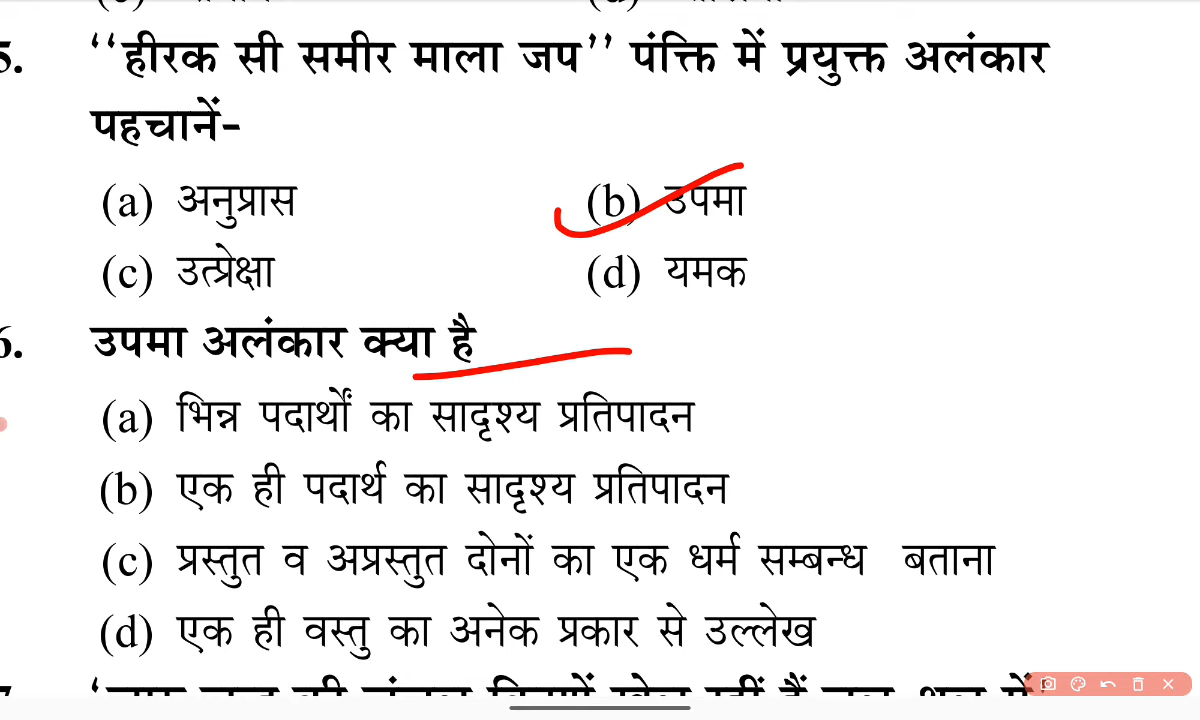 5. ‘‘हीरक सी समीर माला जप’’ पंक्ति में प्रयुक्त अलंकार
पहचानें-
(a) अनुप्रास (b) उपमा
(c) उत्प्रेक्षा (d) यमक
6. उपमा अलंकार क्या है
(a) भिन्न पदार्थों का सादृश्य प्रतिपादन
(b) एक ही पदार्थ का सादृश्य प्रतिपादन
(c) प्रस्तुत व अप्रस्तुत दोनों का एक धर्म सम्बन्ध बताना
(d) एक ही वस्तु का अनेक प्रकार से उल्लेख